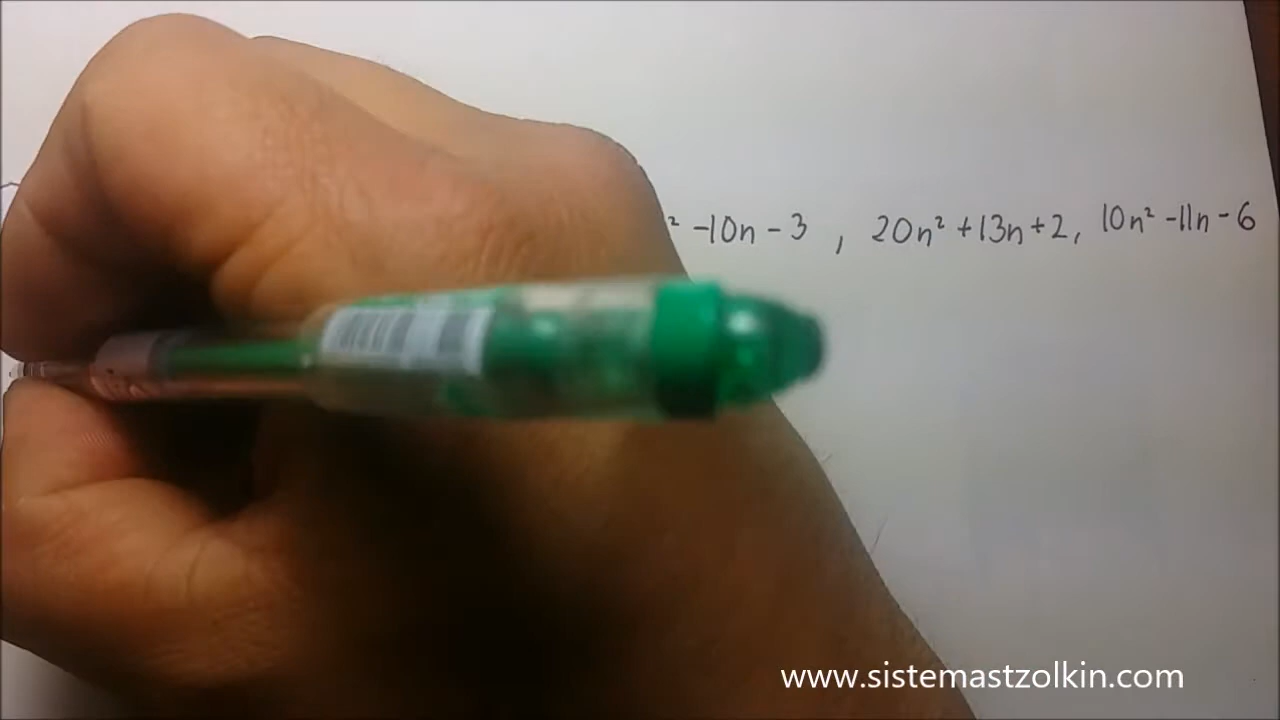 ² -10n - 3 , 20n² +13n+2, 10n² -11n - 6
www.sistemastzolkin.com